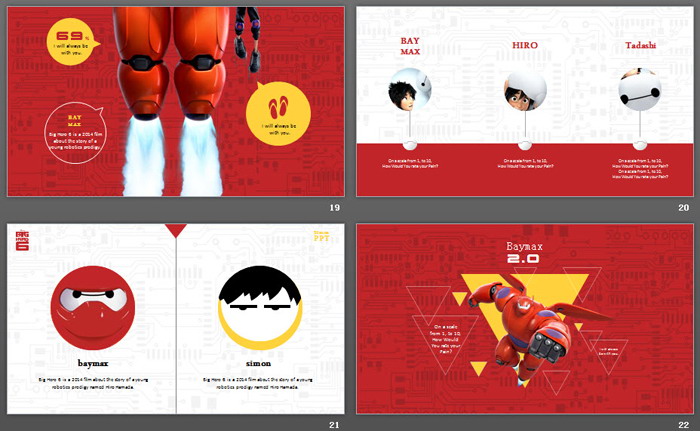 69 %
I will always be
with you.
BAY
MAX
Big Hero 6 is a 2014 film
about the story of a
young robotics prodigy
I will always be
with you.
19
BAY
MAX
HIRO
Tadashi
On a scale from 1, to 10,
How Would You rate your Pain?
On a scale from 1, to 10,
How Would You rate your Pain?
On a scale from 1, to 10,
How Would You rate your Pain?
On a scale from 1, to 10,
How Would You rate your Pain?
20
BIG
HERO
6
PPT
baymax
Big Hero 6 is a 2014 film about the story of a young
robotics prodigy named Hiro Hamada.
simon
Big Hero 6 is a 2014 film about the story of a young
robotics prodigy named Hiro Hamada.
21
Baymax
2.0
On a scale
from 1, to 10,
How Would
You rate your
Pain?
I will always
22